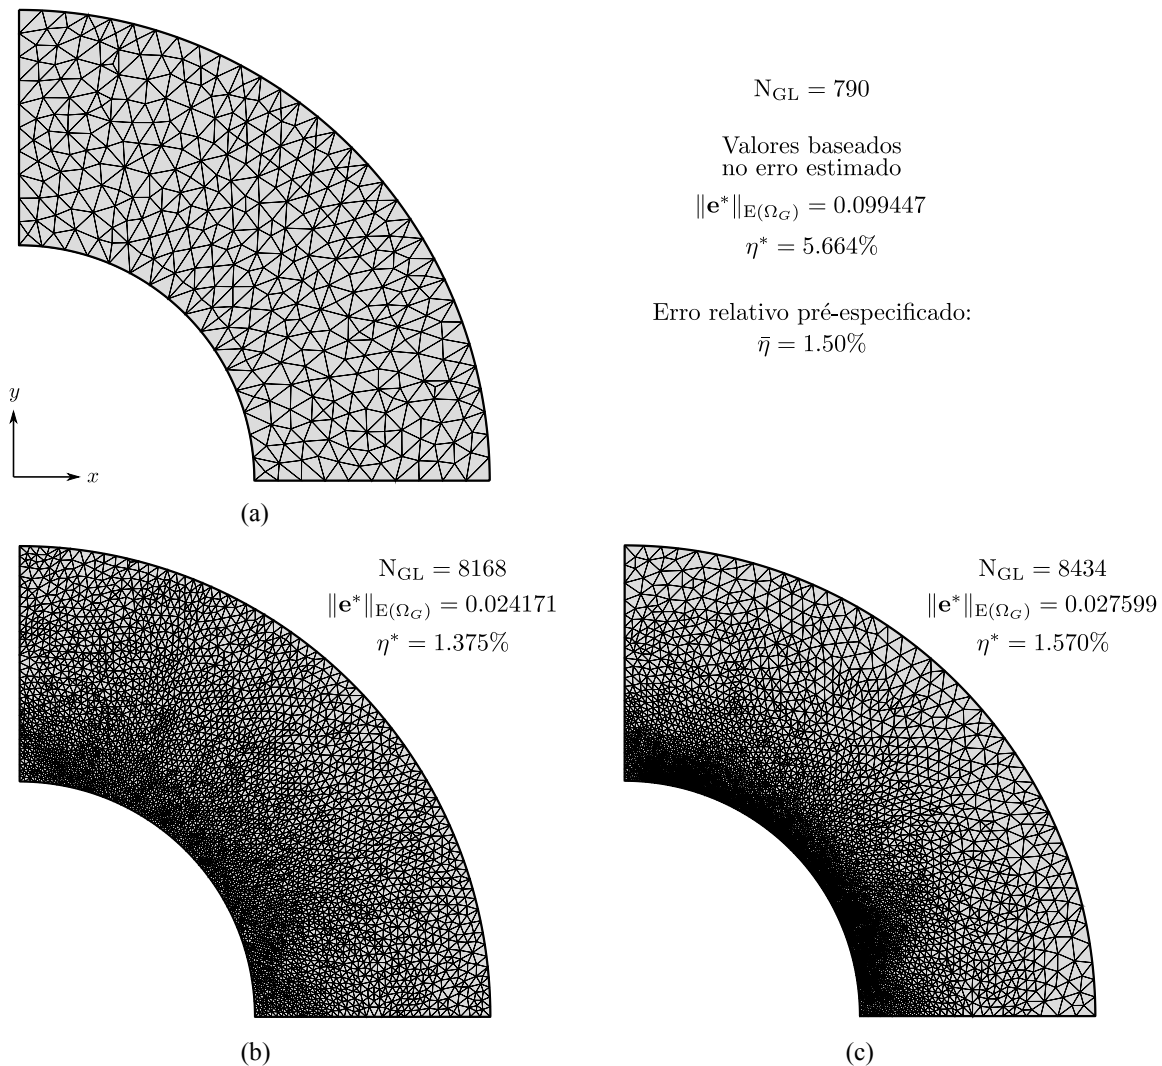 N_GL = 790
Valores baseados
no erro estimado
‖e*‖_E(Ω_G) = 0.099447
η* = 5.664%
Erro relativo pré-especificado:
η̄ = 1.50%
y
x
(a)
N_GL = 8168
‖e*‖_E(Ω_G) = 0.024171
η* = 1.375%
N_GL = 8434
‖e*‖_E(Ω_G) = 0.027599
η* = 1.570%
(b)
(c)